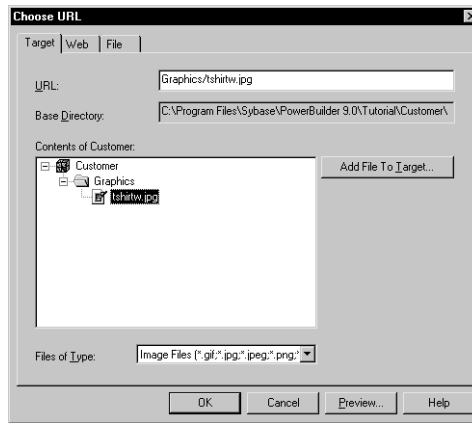 Choose URL
Target Web File
URL: Graphics/tshirtw.jpg
Base Directory: C:\Program Files\Sybase\PowerBuilder 9.0\Tutorial\Customer\
Contents of Customer:
Customer
Add File To Target...
Graphics
tshirtw.jpg
Files of Type: Image Files (*.gif;*.jpg;*.jpeg;*.png;*
OK Cancel Preview... Help